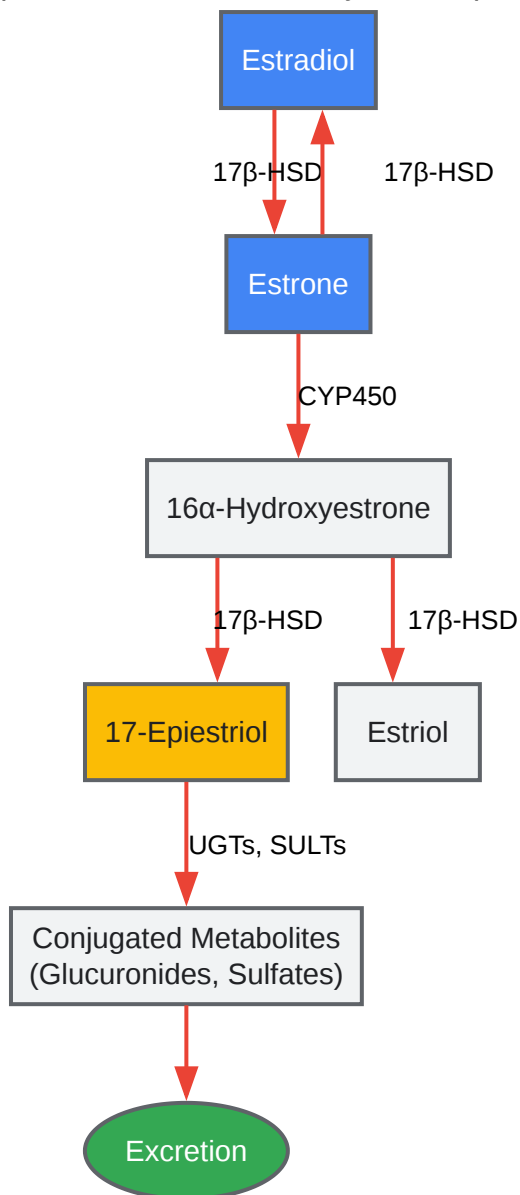 Estradiol
17β-HSD
17β-HSD
Estrone
CYP450
16α-Hydroxyestrone
17β-HSD
17β-HSD
17-Epiestriol
Estriol
UGTs, SULTs
Conjugated Metabolites
(Glucuronides, Sulfates)
Excretion